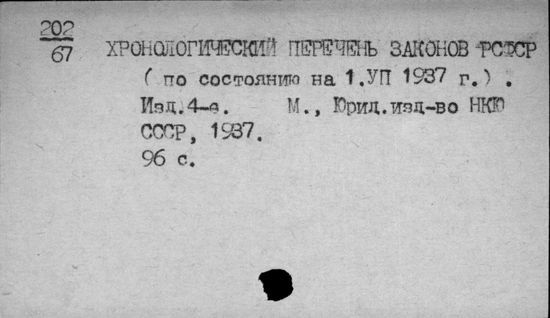 202
67
ХРОНОЛОГИЧЕСКИЙ ПЕРЕЧЕНЬ ЗАКОНОВ РСФСР
( по состоянию на 1.УП 1937 г.) .
Изд.4-е. М., Юрид.изд-во НКЮ
СССР, 1937.
96 с.